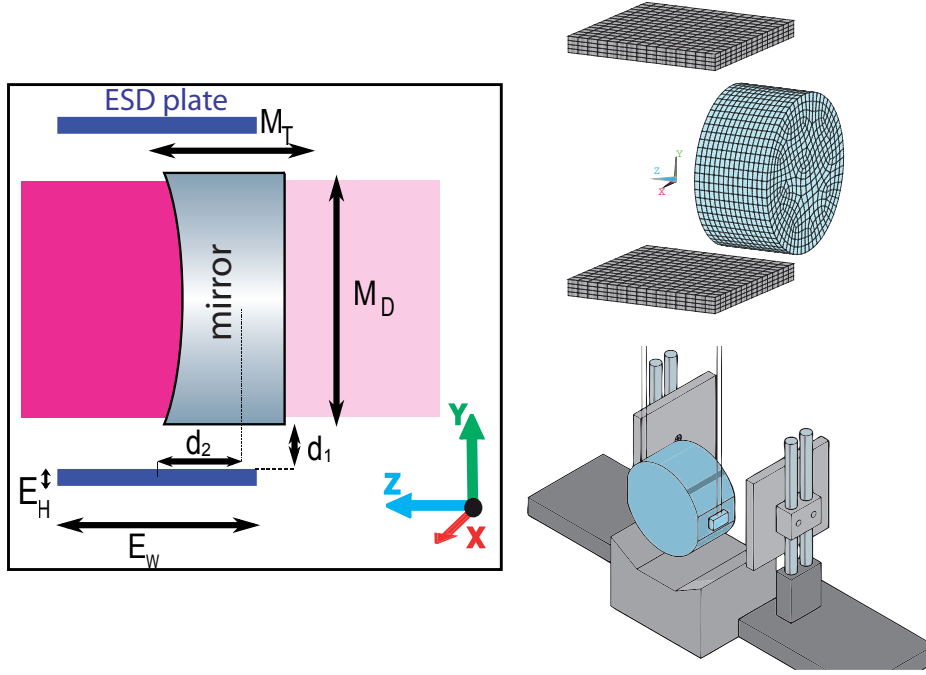 ESD plate
M_T
mirror
M_D
d_2
d_1
E_H
E_W
Y
Z
X
Y
Z
X